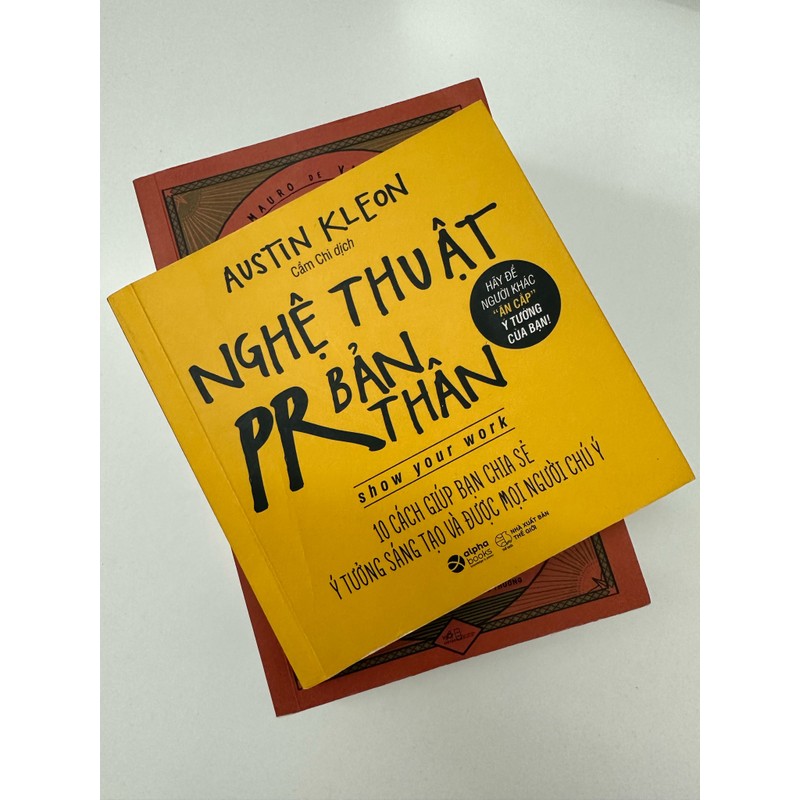 MAURO DE
AUSTIN KLEON
Cẩm Chi dịch
NGHỆ THUẬT
PR BẢN
THÂN
HÃY ĐỂ
NGƯỜI KHÁC
"ĂN CẮP"
Ý TƯỞNG
CỦA BẠN!
show your work
10 CÁCH GIÚP BẠN CHIA SẺ
Ý TƯỞNG SÁNG TẠO VÀ ĐƯỢC MỌI NGƯỜI CHÚ Ý
alpha
books
NHÀ XUẤT BẢN
THẾ GIỚI